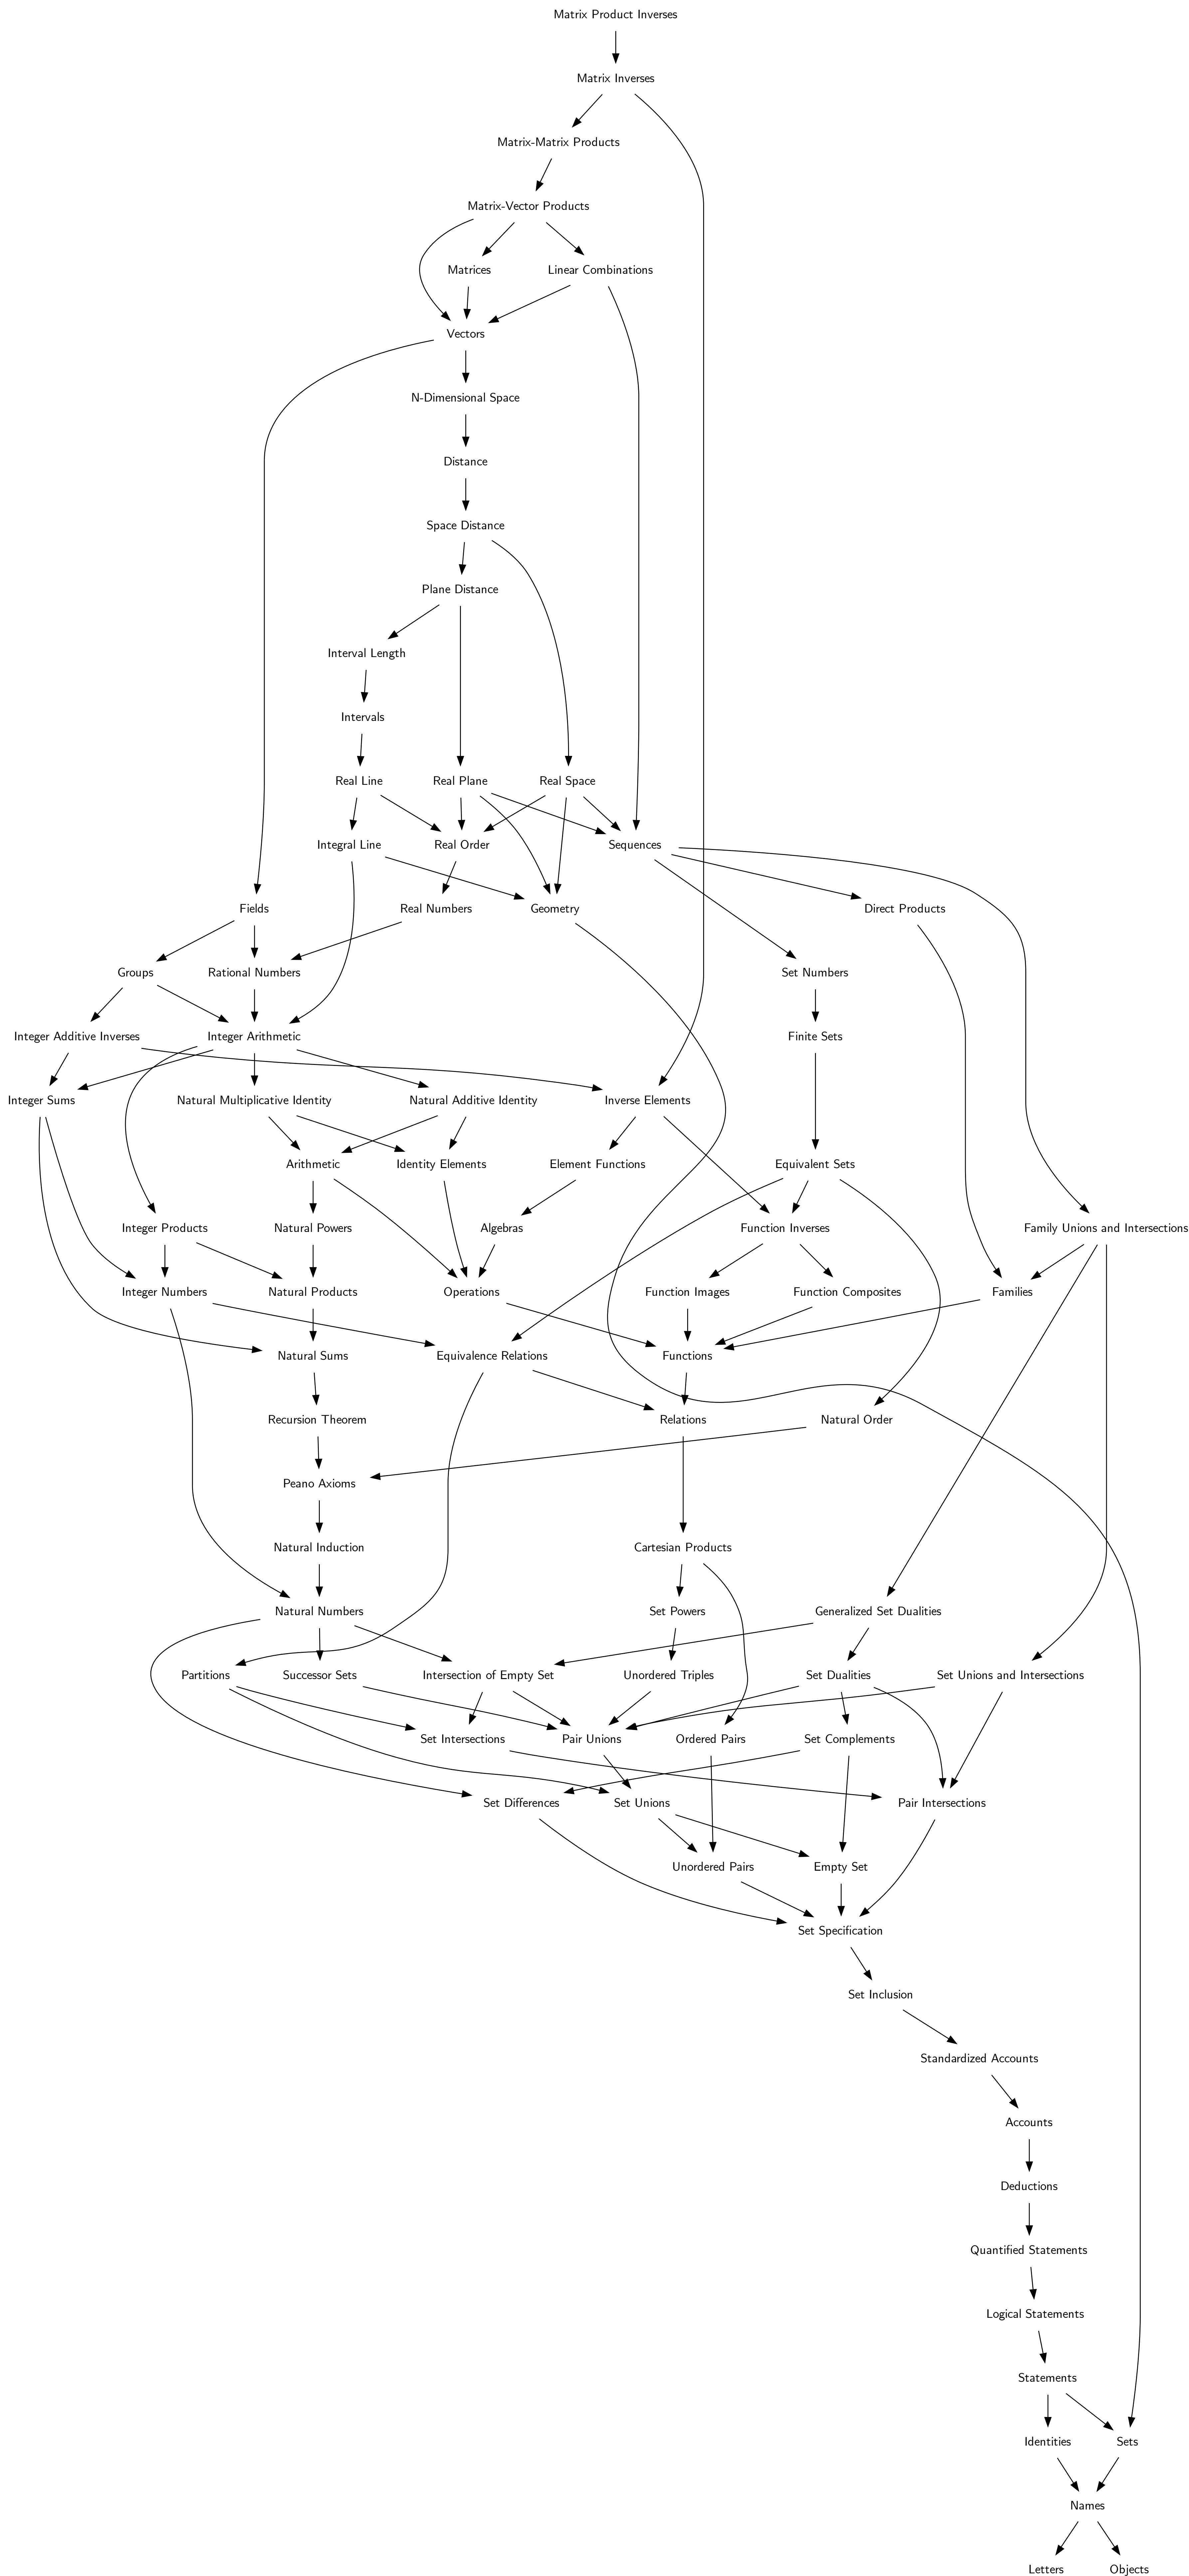 Matrix Product Inverses
Matrix Inverses
Matrix-Matrix Products
Matrix-Vector Products
Matrices
Linear Combinations
Vectors
N-Dimensional Space
Distance
Space Distance
Plane Distance
Interval Length
Intervals
Real Line
Real Plane
Real Space
Integral Line
Real Order
Sequences
Fields
Real Numbers
Geometry
Direct Products
Groups
Rational Numbers
Set Numbers
Integer Additive Inverses
Integer Arithmetic
Finite Sets
Integer Sums
Natural Multiplicative Identity
Natural Additive Identity
Inverse Elements
Arithmetic
Identity Elements
Element Functions
Equivalent Sets
Integer Products
Natural Powers
Algebras
Function Inverses
Family Unions and Intersections
Integer Numbers
Natural Products
Operations
Function Images
Function Composites
Families
Natural Sums
Equivalence Relations
Functions
Recursion Theorem
Relations
Natural Order
Peano Axioms
Natural Induction
Cartesian Products
Natural Numbers
Set Powers
Generalized Set Dualities
Partitions
Successor Sets
Intersection of Empty Set
Unordered Triples
Set Dualities
Set Unions and Intersections
Set Intersections
Pair Unions
Ordered Pairs
Set Complements
Set Differences
Set Unions
Pair Intersections
Unordered Pairs
Empty Set
Set Specification
Set Inclusion
Standardized Accounts
Accounts
Deductions
Quantified Statements
Logical Statements
Statements
Identities
Sets
Names
Letters
Objects